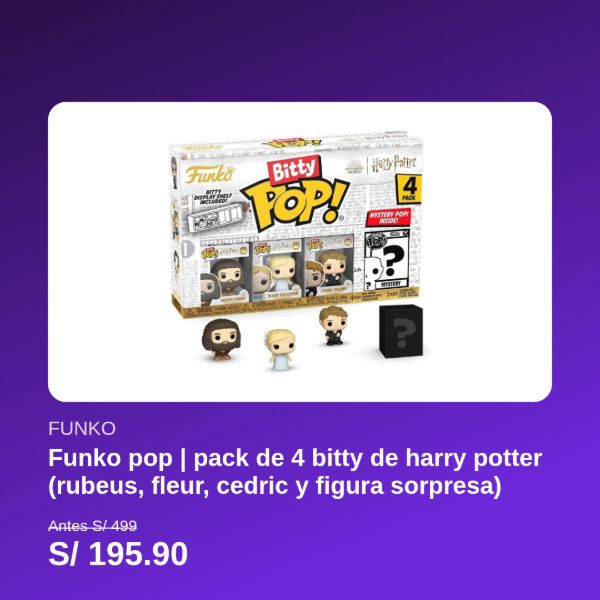 Funko
BITTY
DISPLAY SHELF
INCLUDED!
Bitty
POP!
Harry Potter
4
PACK
MYSTERY POP!
INSIDE!
?
MYSTERY
?
FUNKO
Funko pop | pack de 4 bitty de harry potter
(rubeus, fleur, cedric y figura sorpresa)
Antes S/ 499
S/ 195.90